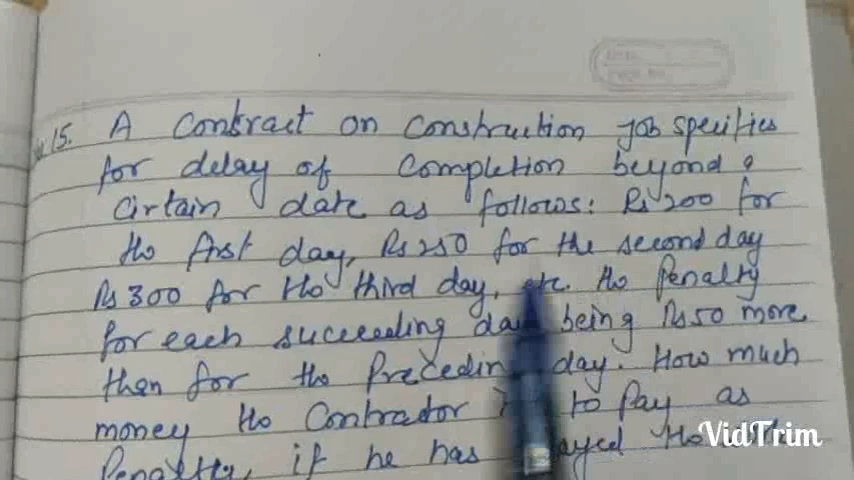 15. A Contract on Construction job specifies
for delay of Completion beyond a
Cirtain date as follows: Rs 200 for
the first day, Rs 250 for the second day
Rs 300 for the third day, etc. the Penalty
for each succeeding day being Rs 50 more
then for the Preceding day. How much
money the Contractor to Pay as
Penalty, if he has
VidTrim